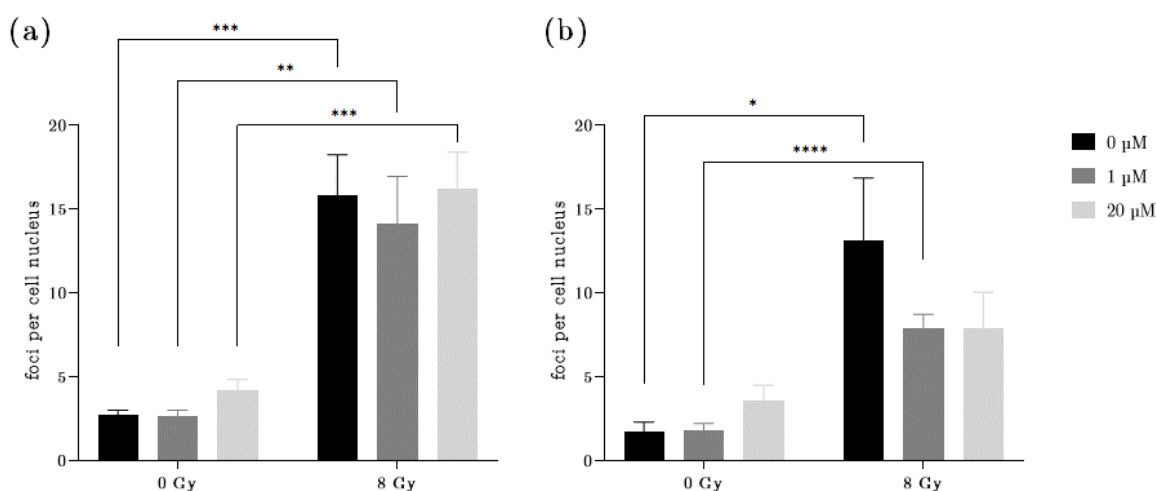 (a)
(b)
***
**
***
*
****
20
15
10
5
0
foci per cell nucleus
0 Gy
8 Gy
20
15
10
5
0
foci per cell nucleus
0 Gy
8 Gy
0 µM
1 µM
20 µM